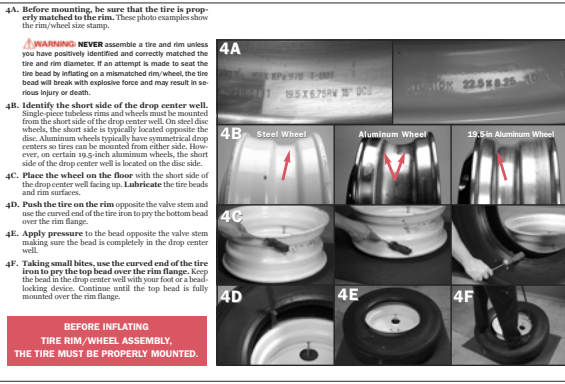 4A. Before mounting, be sure that the tire is prop-
erly matched to the rim. These photo examples show
the rim/wheel size stamp.
WARNING NEVER assemble a tire and rim unless
you have positively identified and correctly matched the
tire and rim diameter. If an attempt is made to seat the
tire bead by inflating on a mismatched rim/wheel, the tire
bead will break with explosive force and may result in se-
rious injury or death.
4B. Identify the short side of the drop center well.
Single-piece tubeless rims and wheels must be mounted
from the short side of the drop center well. On steel disc
wheels, the short side is typically located opposite the
disc. Aluminum wheels typically have symmetrical drop
centers so tires can be mounted from either side. How-
ever, on certain 19.5-inch aluminum wheels, the short
side of the drop center well is located on the disc side.
4C. Place the wheel on the floor with the short side of
the drop center well facing up. Lubricate the tire beads
and rim surfaces.
4D. Push the tire on the rim opposite the valve stem and
use the curved end of the tire iron to pry the bottom bead
over the rim flange.
4E. Apply pressure to the bead opposite the valve stem
making sure the bead is completely in the drop center
well.
4F. Taking small bites, use the curved end of the tire
iron to pry the top bead over the rim flange. Keep
the bead in the drop center well with your foot or a bead-
locking device. Continue until the top bead is fully
mounted over the rim flange.
BEFORE INFLATING
TIRE RIM/WHEEL ASSEMBLY,
THE TIRE MUST BE PROPERLY MOUNTED.
4A
19.5X6.75RW 15° DC
22.5x8.25
4B
Steel Wheel
Aluminum Wheel
19.5-in Aluminum Wheel
4C
4D
4E
4F